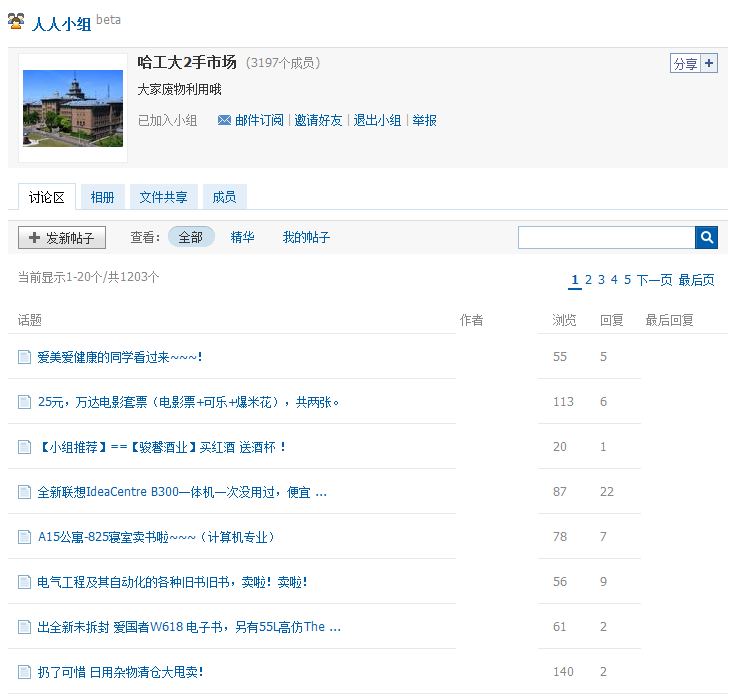 人人小组 beta
哈工大2手市场 (3197个成员)
分享 +
大家废物利用哦
已加入小组 邮件订阅 | 邀请好友 | 退出小组 | 举报
讨论区 相册 文件共享 成员
+ 发新帖子 查看: 全部 精华 我的帖子
当前显示1-20个/共1203个 1 2 3 4 5 下一页 最后页
话题 作者 浏览 回复 最后回复
爱美爱健康的同学看过来~~~! 55 5
25元，万达电影套票（电影票+可乐+爆米花），共两张。 113 6
【小组推荐】==【骏馨酒业】买红酒 送酒杯 ！ 20 1
全新联想IdeaCentre B300一体机一次没用过，便宜 ... 87 22
A15公寓-825寝室卖书啦~~~（计算机专业） 78 7
电气工程及其自动化的各种旧书旧书，卖啦！卖啦! 56 9
出全新未拆封 爱国者W618 电子书，另有55L高仿The ... 61 2
扔了可惜 日用杂物清仓大甩卖! 140 2